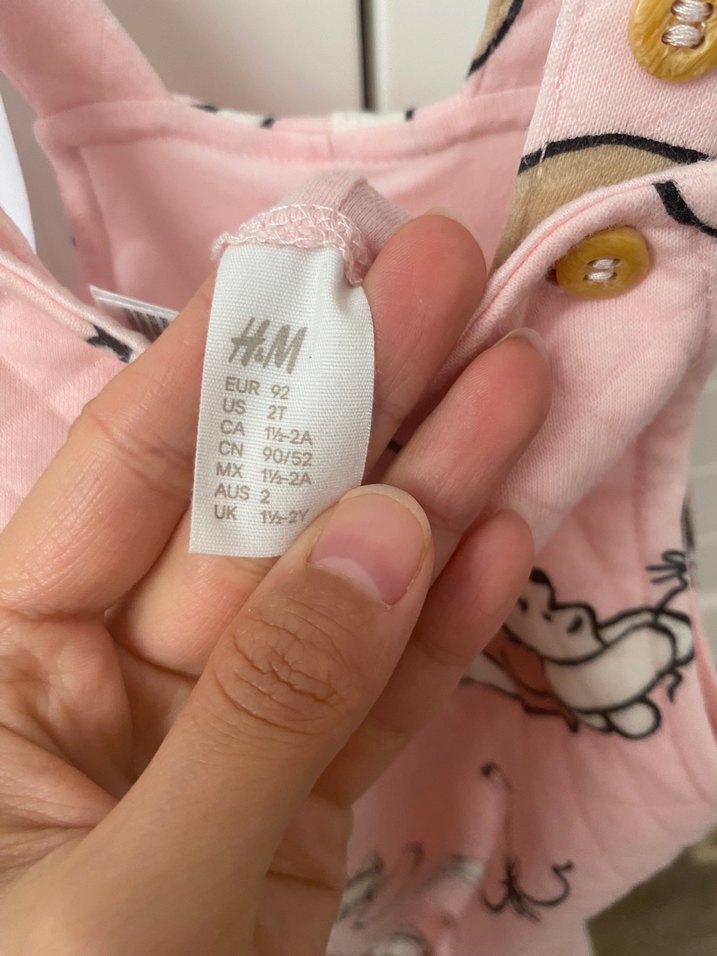 H&M
EUR 92
US 2T
CA 1½-2A
CN 90/52
MX 1½-2A
AUS 2
UK 1½-2Y